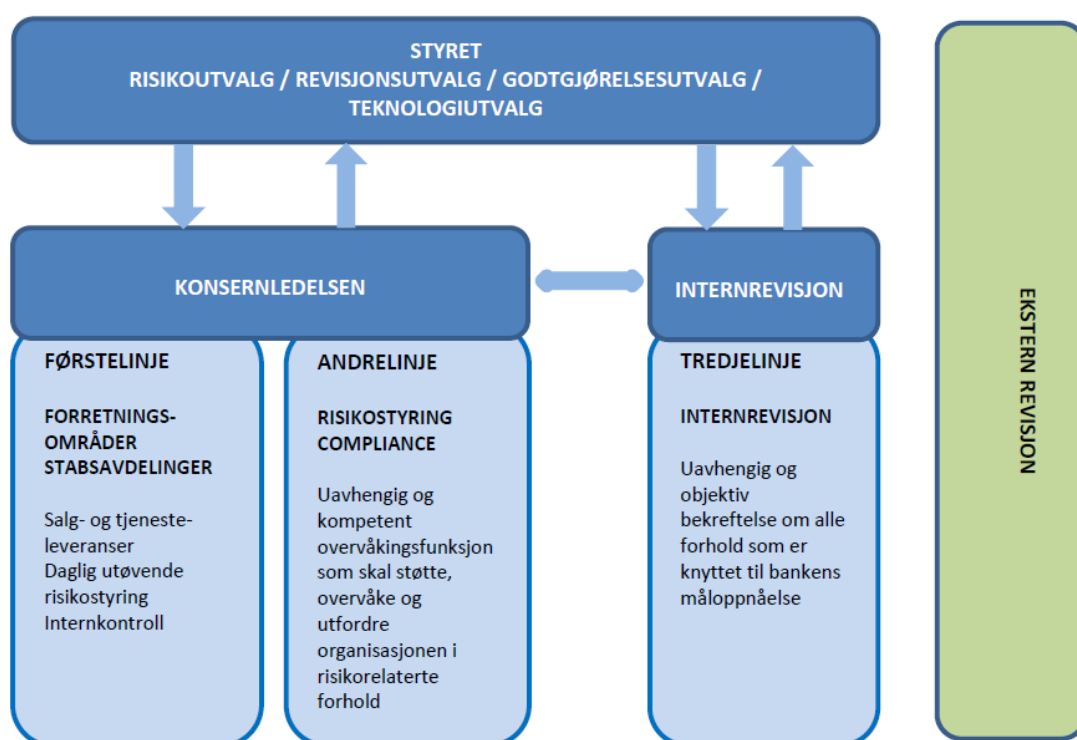 STYRET
RISIKOUTVALG / REVISJONSUTVALG / GODTGJØRELSESUTVALG /
TEKNOLOGIUTVALG
KONSERNLEDELSEN
INTERNREVISJON
FØRSTELINJE
FORRETNINGS-
OMRÅDER
STABSAVDELINGER
Salg- og tjeneste-
leveranser
Daglig utøvende
risikostyring
Internkontroll
ANDRELINJE
RISIKOSTYRING
COMPLIANCE
Uavhengig og
kompetent
overvåkingsfunksjon
som skal støtte,
overvåke og
utfordre
organisasjonen i
risikorelaterte
forhold
TREDJELINJE
INTERNREVISJON
Uavhengig og
objektiv
bekreftelse om alle
forhold som er
knyttet til bankens
måloppnåelse
EKSTERN REVISJON